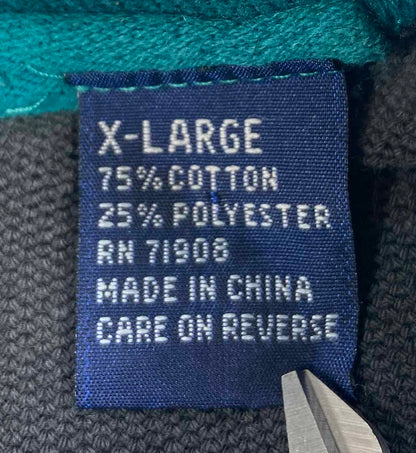 X-LARGE
75% COTTON
25% POLYESTER
RN 71908
MADE IN CHINA
CARE ON REVERSE